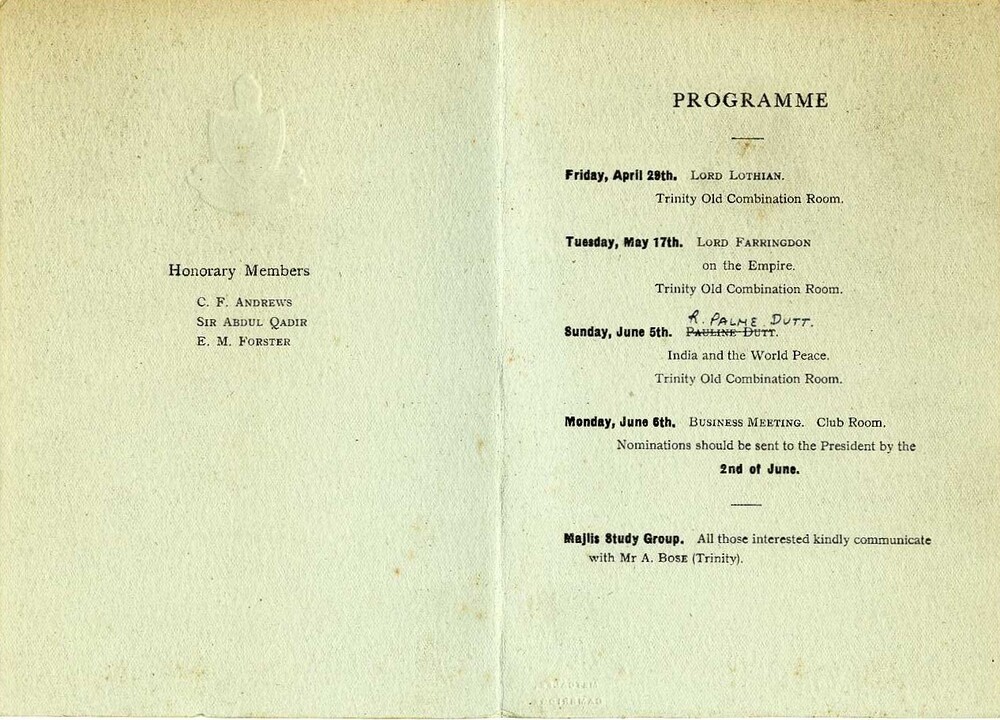 Honorary Members
C. F. Andrews
Sir Abdul Qadir
E. M. Forster
PROGRAMME
Friday, April 29th. Lord Lothian.
Trinity Old Combination Room.
Tuesday, May 17th. Lord Farringdon
on the Empire.
Trinity Old Combination Room.
R. PALME DUTT.
Sunday, June 5th. Pauline Dutt.
India and the World Peace.
Trinity Old Combination Room.
Monday, June 6th. Business Meeting. Club Room.
Nominations should be sent to the President by the
2nd of June.
Majlis Study Group. All those interested kindly communicate
with Mr A. Bose (Trinity).